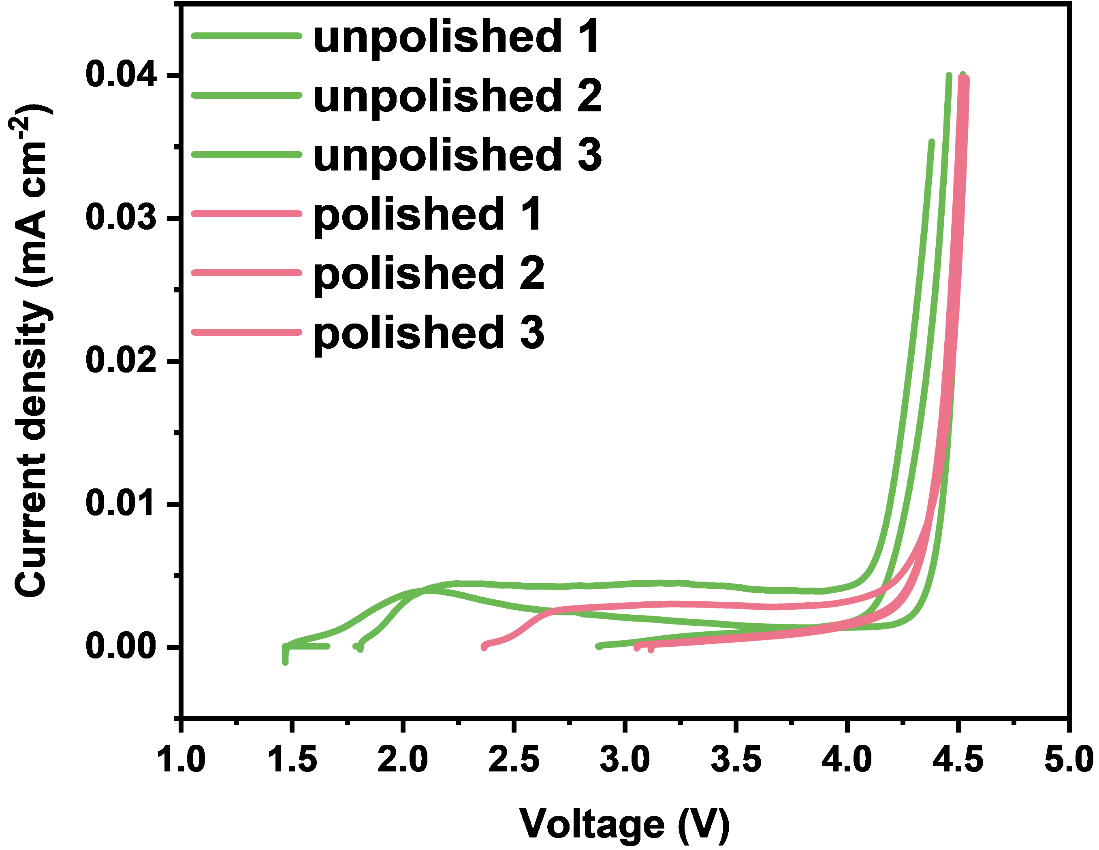 unpolished 1
unpolished 2
unpolished 3
polished 1
polished 2
polished 3
Current density (mA cm⁻²)
0.04
0.03
0.02
0.01
0.00
1.0 1.5 2.0 2.5 3.0 3.5 4.0 4.5 5.0
Voltage (V)